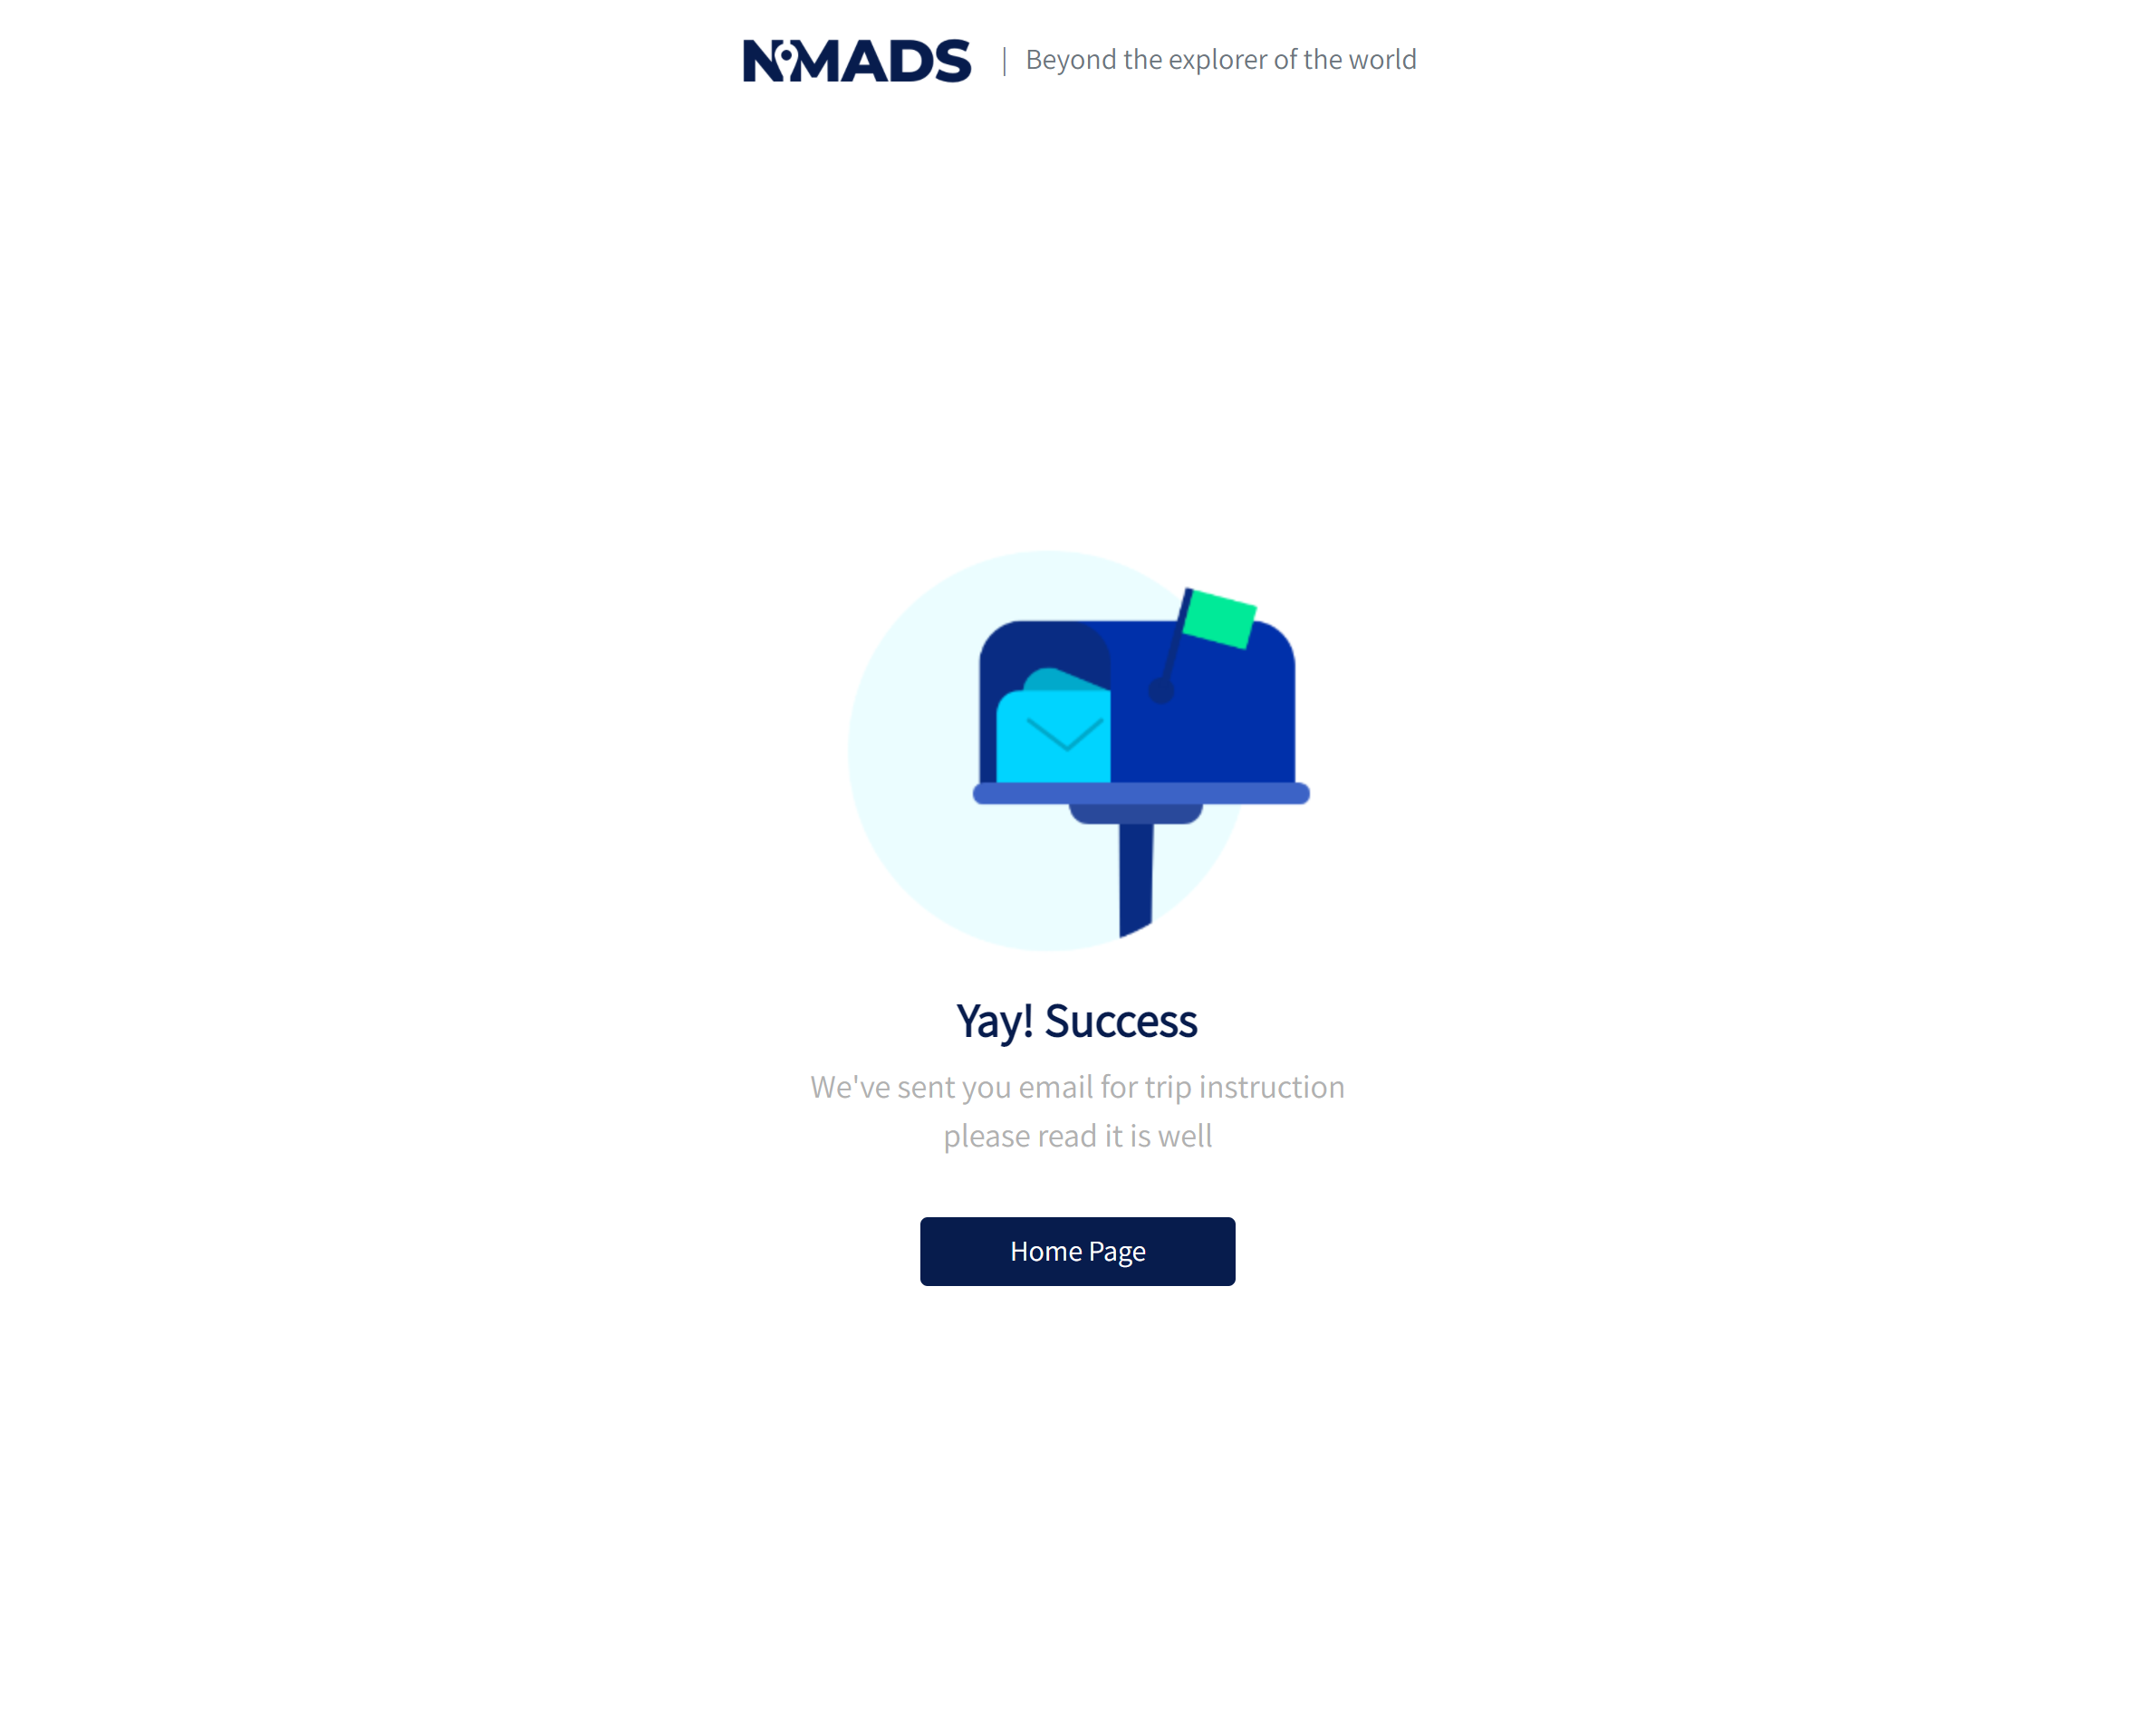 NOMADS | Beyond the explorer of the world
Yay! Success
We've sent you email for trip instruction
please read it is well
Home Page